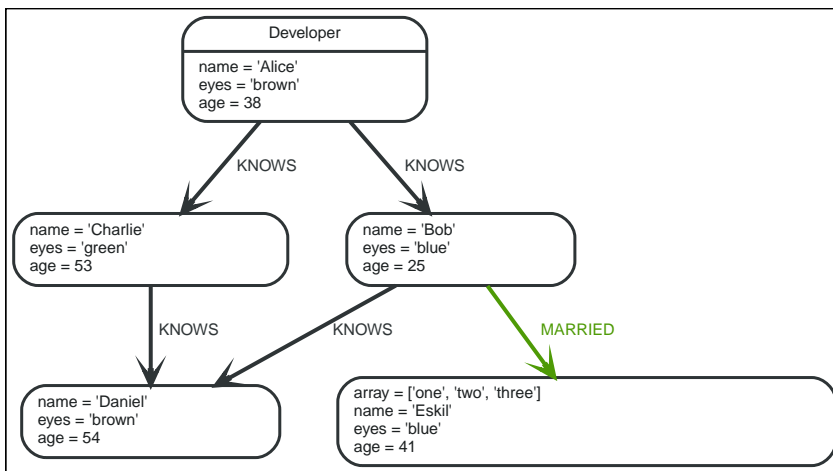 Developer
name = 'Alice'
eyes = 'brown'
age = 38
KNOWS
KNOWS
name = 'Charlie'
eyes = 'green'
age = 53
name = 'Bob'
eyes = 'blue'
age = 25
KNOWS
KNOWS
MARRIED
name = 'Daniel'
eyes = 'brown'
age = 54
array = ['one', 'two', 'three']
name = 'Eskil'
eyes = 'blue'
age = 41